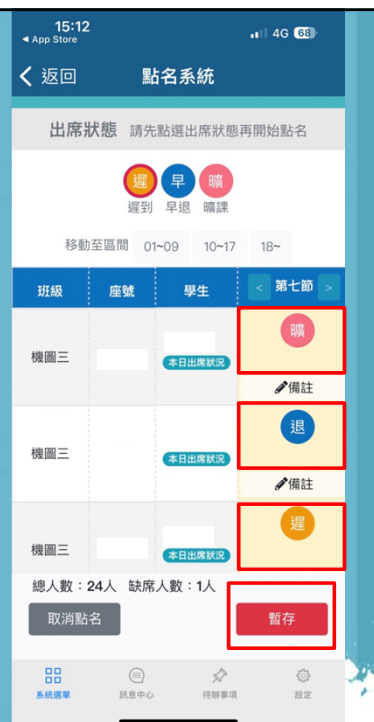 15:12
4G 68
◀ App Store
返回 點名系統
出席狀態 請先點選出席狀態再開始點名
遲 早 曠
遲到 早退 曠課
移動至區間 01~09 10~17 18~
班級 座號 學生 < 第七節 >
曠
機圖三 本日出席狀況
備註
退
機圖三 本日出席狀況
備註
遲
機圖三 本日出席狀況
總人數：24人 缺席人數：1人
取消點名 暫存
系統選單 訊息中心 待辦事項 設定